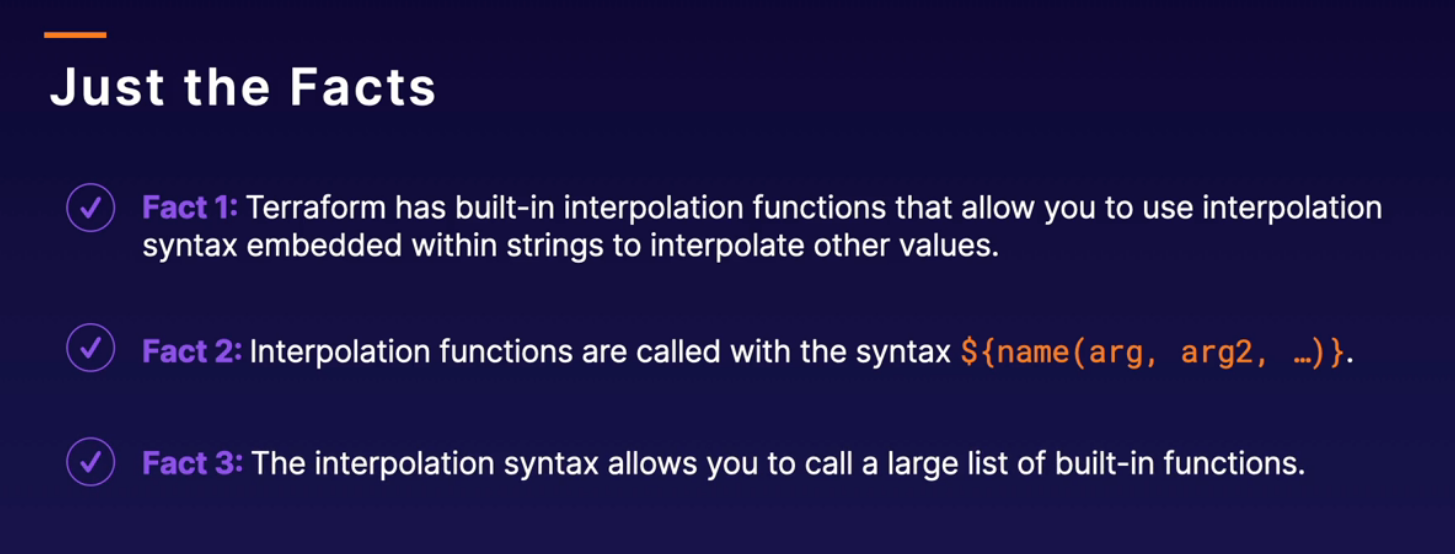 Just the Facts
Fact 1: Terraform has built-in interpolation functions that allow you to use interpolation
syntax embedded within strings to interpolate other values.
Fact 2: Interpolation functions are called with the syntax ${name(arg, arg2, …)}.
Fact 3: The interpolation syntax allows you to call a large list of built-in functions.